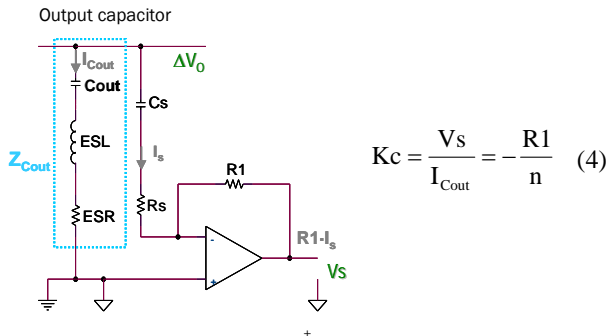 Output capacitor
I_Cout
ΔV_O
Cout
Cs
ESL
I_s
Z_Cout
R1
Kc = Vs / I_Cout = - R1 / n (4)
ESR
Rs
-
R1·I_s
+
Vs
+